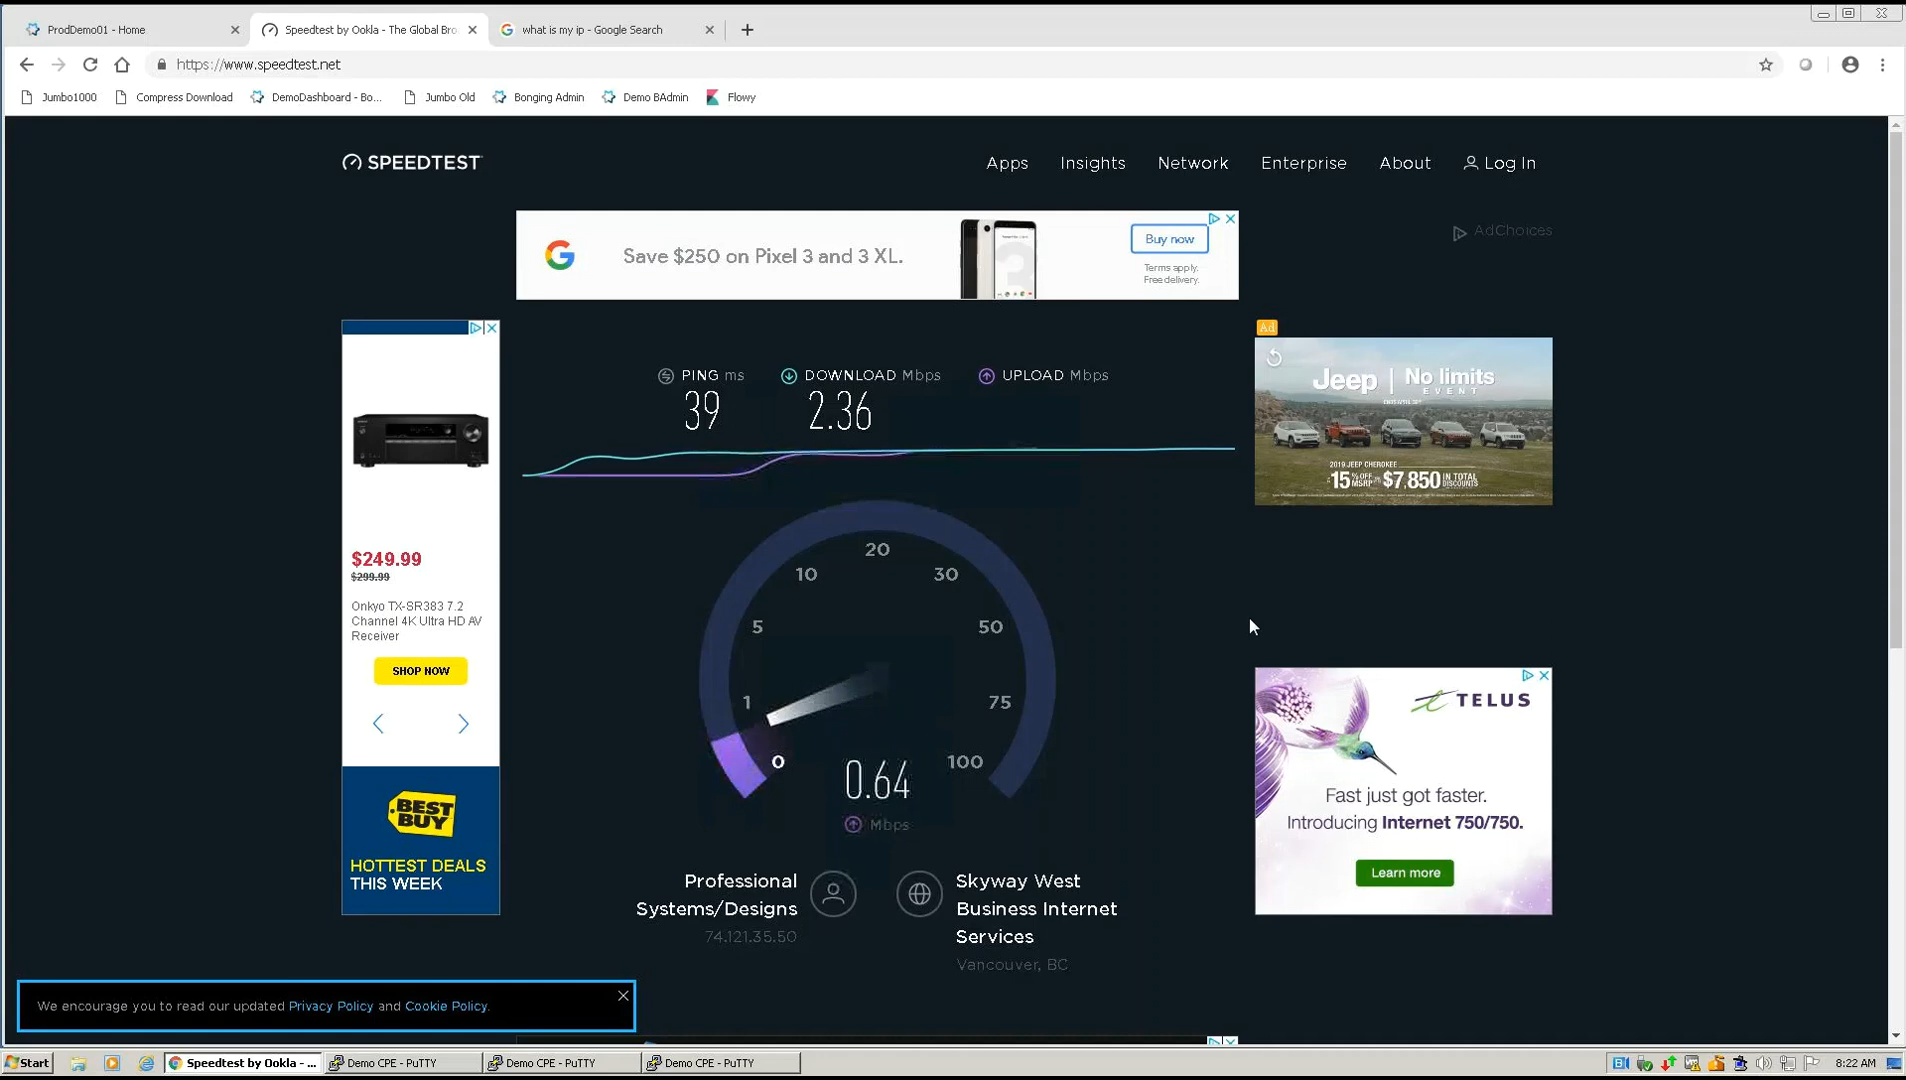 ProdDemo01 - Home
Speedtest by Ookla - The Global Bro
what is my ip - Google Search
https://www.speedtest.net
Jumbo1000
Compress Download
DemoDashboard - Bo...
Jumbo Old
Bonging Admin
Demo BAdmin
Flowy
SPEEDTEST
Apps
Insights
Network
Enterprise
About
Log In
Save $250 on Pixel 3 and 3 XL.
Buy now
Terms apply.
Free delivery.
AdChoices
Ad
Jeep | No limits
EVENT
2019 JEEP CHEROKEE
15% OFF MSRP $7,850 IN TOTAL DISCOUNTS
PING ms
39
DOWNLOAD Mbps
2.36
UPLOAD Mbps
$249.99
$299.99
Onkyo TX-SR383 7.2
Channel 4K Ultra HD AV
Receiver
SHOP NOW
BEST
BUY
HOTTEST DEALS
THIS WEEK
0
1
5
10
20
30
50
75
100
0.64
Mbps
TELUS
Fast just got faster.
Introducing Internet 750/750.
Learn more
Professional
Systems/Designs
74.121.35.50
Skyway West
Business Internet
Services
Vancouver, BC
We encourage you to read our updated Privacy Policy and Cookie Policy.
Start
Speedtest by Ookla - ...
Demo CPE - PuTTY
Demo CPE - PuTTY
Demo CPE - PuTTY
8:22 AM